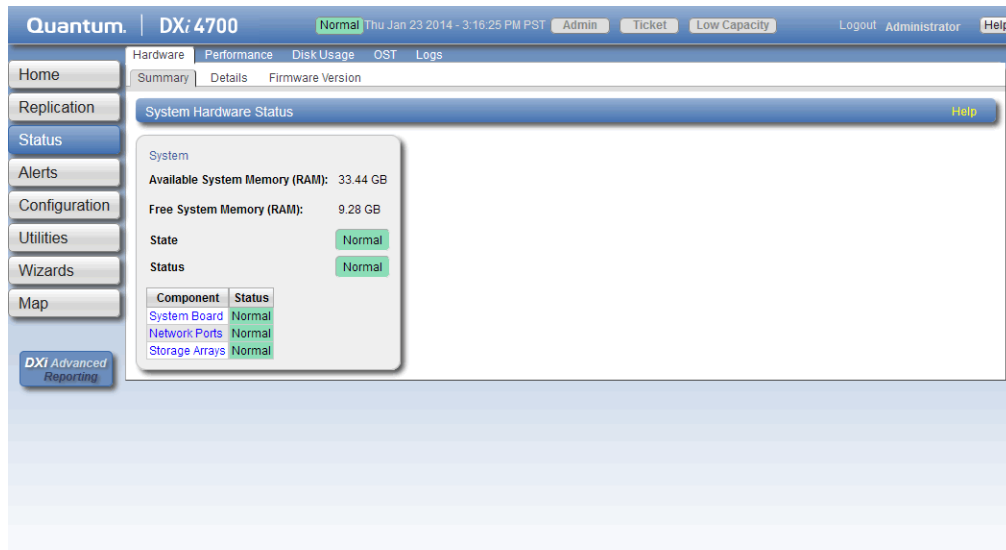 Quantum. | DXi 4700 Normal Thu Jan 23 2014 - 3:16:25 PM PST Admin Ticket Low Capacity Logout Administrator Help
Hardware Performance Disk Usage OST Logs
Summary Details Firmware Version
Home
Replication
Status
Alerts
Configuration
Utilities
Wizards
Map
DXi Advanced
Reporting
System Hardware Status Help
System
Available System Memory (RAM): 33.44 GB
Free System Memory (RAM): 9.28 GB
State Normal
Status Normal
Component Status
System Board Normal
Network Ports Normal
Storage Arrays Normal